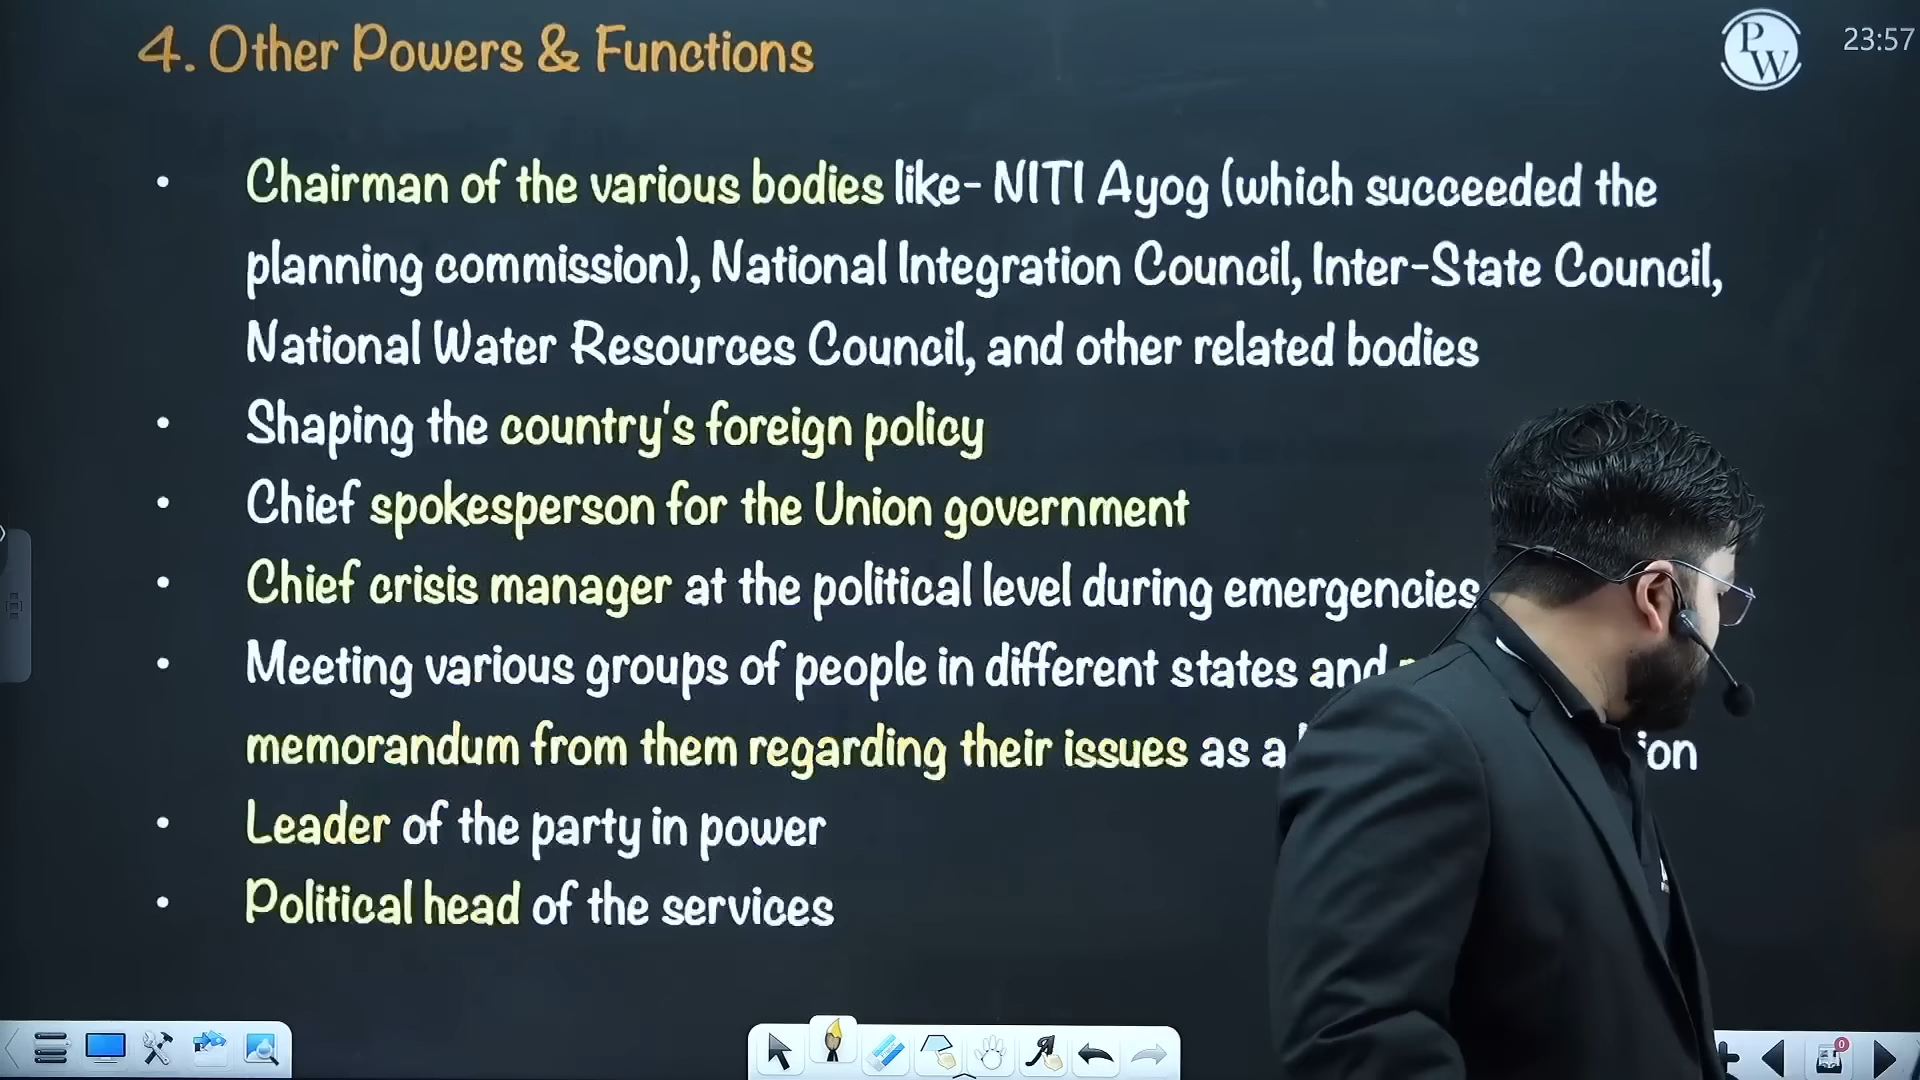 4. Other Powers & Functions
PW
23:57
• Chairman of the various bodies like- NITI Ayog (which succeeded the
planning commission), National Integration Council, Inter-State Council,
National Water Resources Council, and other related bodies
• Shaping the country's foreign policy
• Chief spokesperson for the Union government
• Chief crisis manager at the political level during emergencies
• Meeting various groups of people in different states and
memorandum from them regarding their issues as a
• Leader of the party in power
• Political head of the services
0